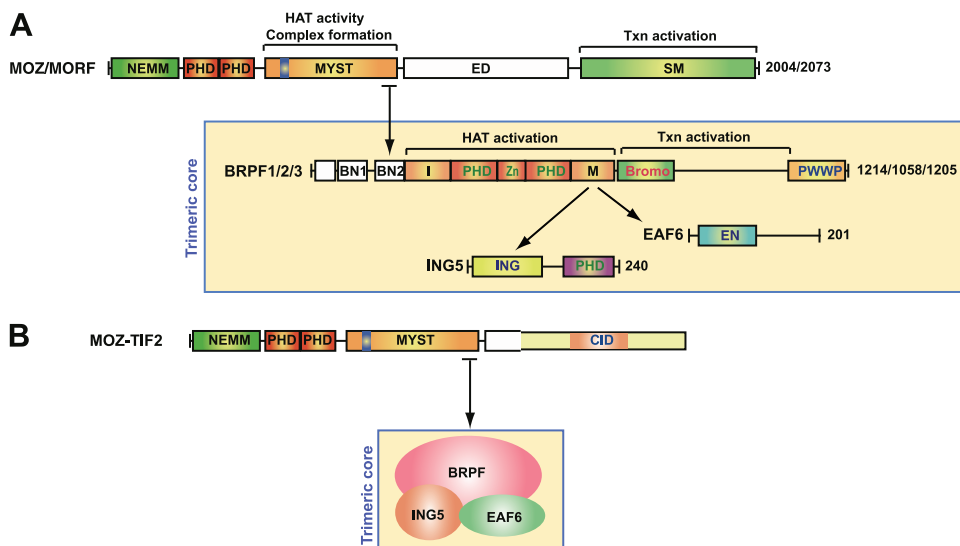 A
HAT activity
Complex formation
Txn activation
MOZ/MORF
NEMM PHD PHD MYST ED SM 2004/2073
Trimeric core
HAT activation
Txn activation
BRPF1/2/3
BN1 BN2 I PHD Zn PHD M Bromo PWWP 1214/1058/1205
EAF6 EN 201
ING5 ING PHD 240
B
MOZ-TIF2 NEMM PHD PHD MYST CID
Trimeric core
BRPF
ING5 EAF6